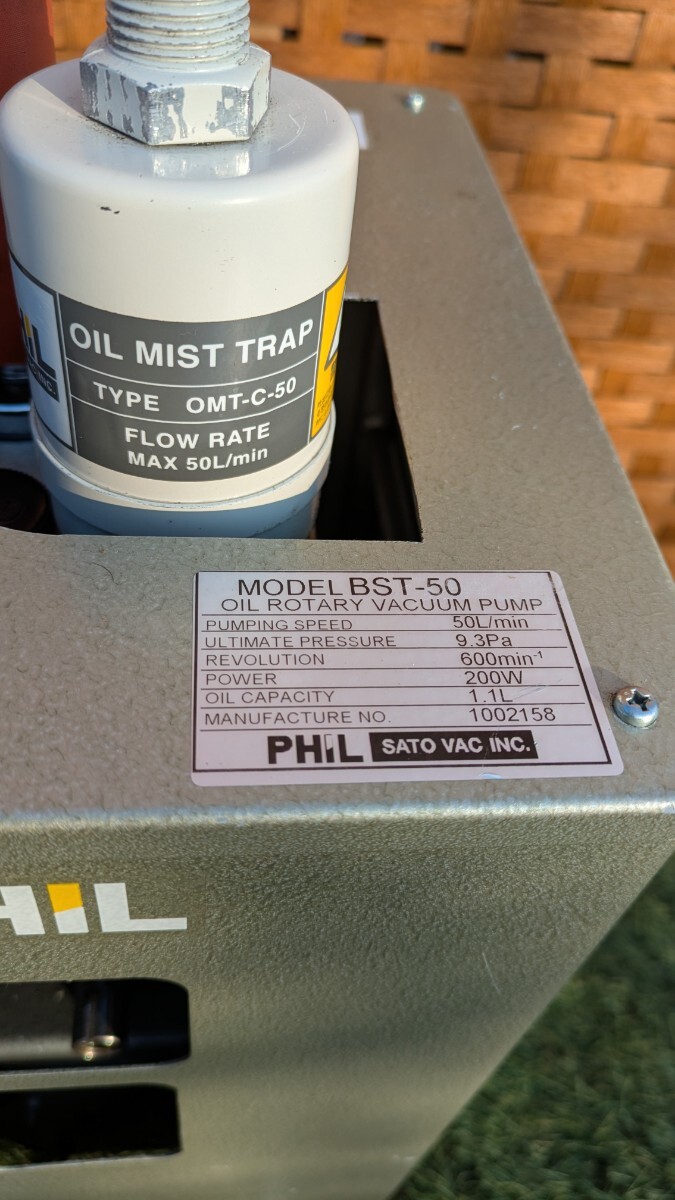 OIL MIST TRAP
TYPE OMT-C-50
FLOW RATE
MAX 50L/min
INC.
MODEL BST-50
OIL ROTARY VACUUM PUMP
PUMPING SPEED 50L/min
ULTIMATE PRESSURE 9.3Pa
REVOLUTION 600min⁻¹
POWER 200W
OIL CAPACITY 1.1L
MANUFACTURE NO. 1002158
PHIL SATO VAC INC.
HIL